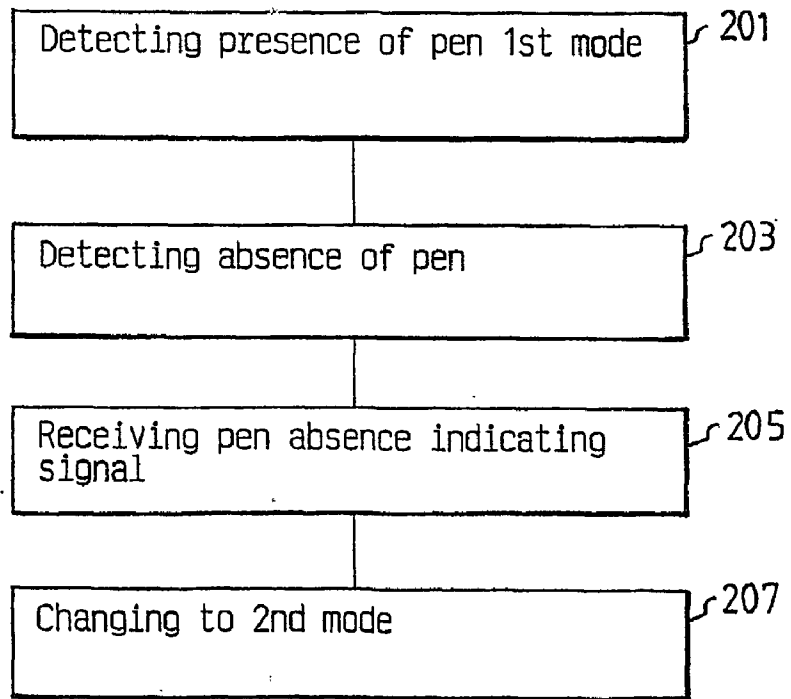 Detecting presence of pen 1st mode
201
Detecting absence of pen
203
Receiving pen absence indicating
signal
205
Changing to 2nd mode
207